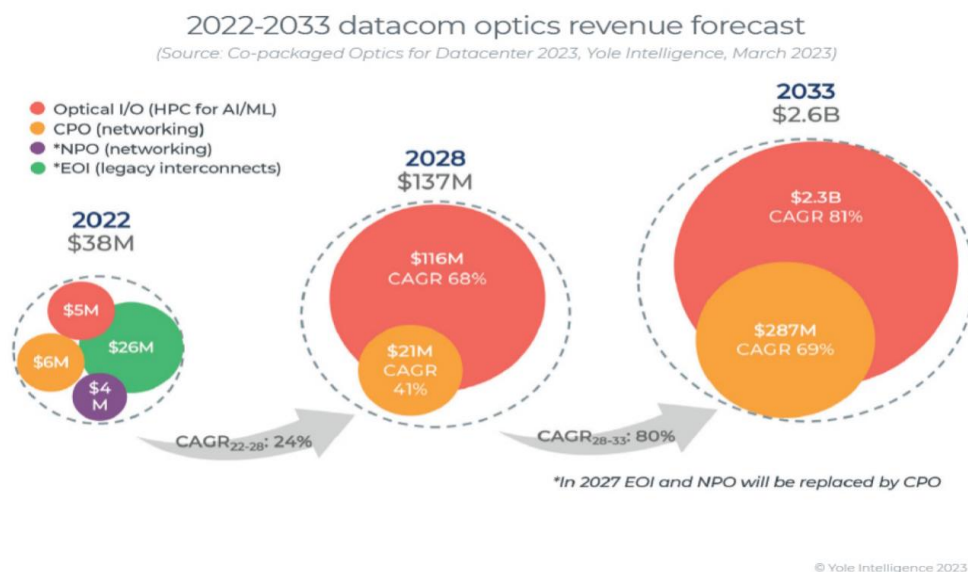 2022-2033 datacom optics revenue forecast
(Source: Co-packaged Optics for Datacenter 2023, Yole Intelligence, March 2023)
Optical I/O (HPC for AI/ML)
CPO (networking)
*NPO (networking)
*EOI (legacy interconnects)
2022
$38M
$5M
$6M
$26M
$4
M
2028
$137M
$116M
CAGR 68%
$21M
CAGR
41%
2033
$2.6B
$2.3B
CAGR 81%
$287M
CAGR 69%
CAGR22-28: 24%
CAGR28-33: 80%
*In 2027 EOI and NPO will be replaced by CPO
© Yole Intelligence 2023